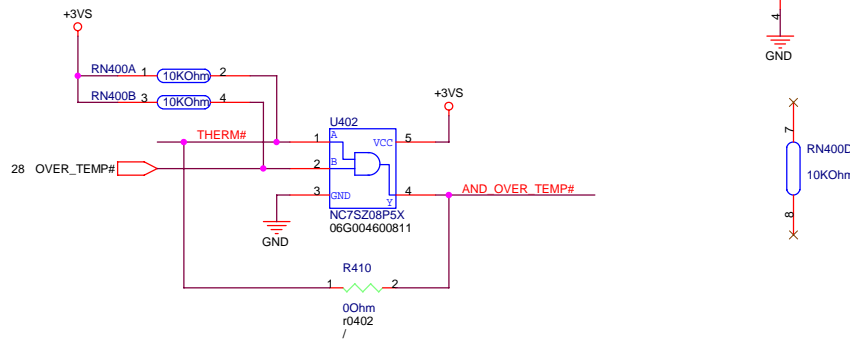 +3VS
4
GND
RN400A 1 10KOhm 2
RN400B 3 10KOhm 4
+3VS
U402
THERM# 1 A VCC 5
7
RN400D
28 OVER_TEMP# 2 B
10KOhm
3 GND Y 4 AND_OVER_TEMP#
8
NC7SZ08P5X
06G004600811
GND
R410
1 2
0Ohm
r0402
/